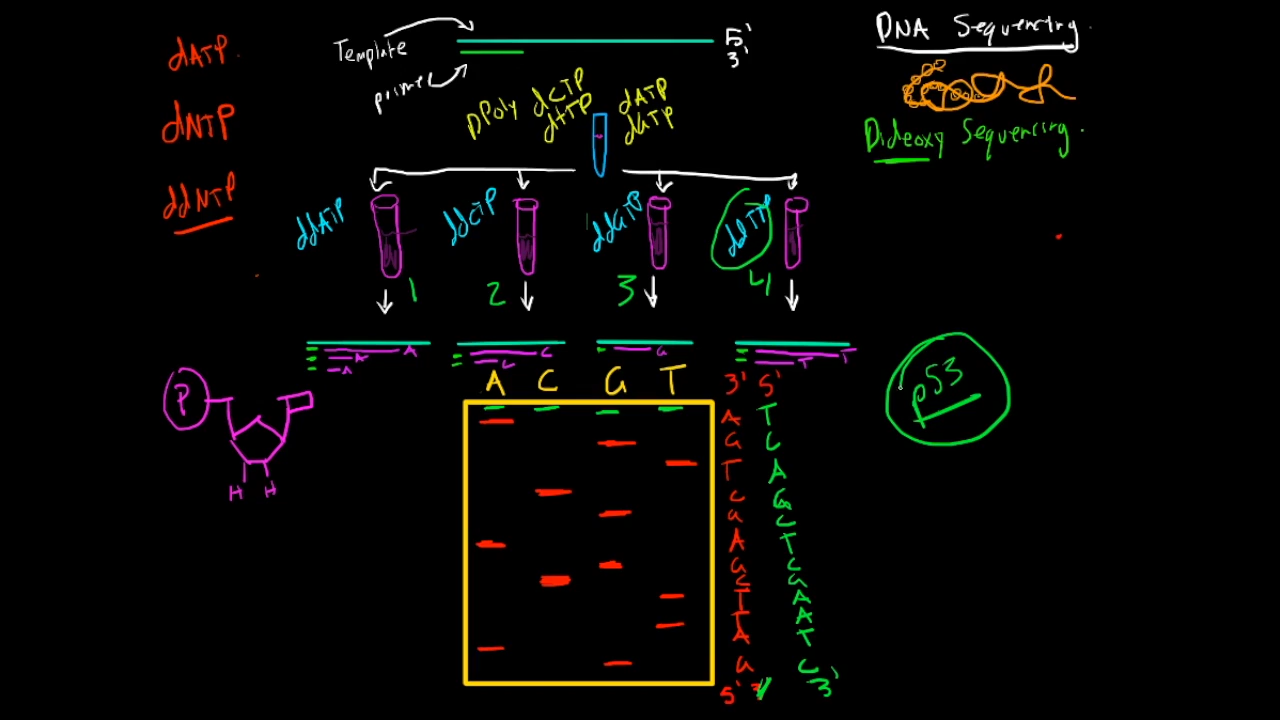 dATP.
dNTP
ddNTP
Template
primer
5'
3'
DNA Sequencing.
Dideoxy Sequencing.
DPoly dCTP dATP
dTTP dGTP
ddATP
ddCTP
ddGTP
ddTTP
1
2
3
4
A
A
A
C
C
G
T
T
A C G T
3' 5'
A T
G C
T A
C G
G C
A T
G C
C G
T A
T A
A T
G C
5' 3'
P
H H
p53